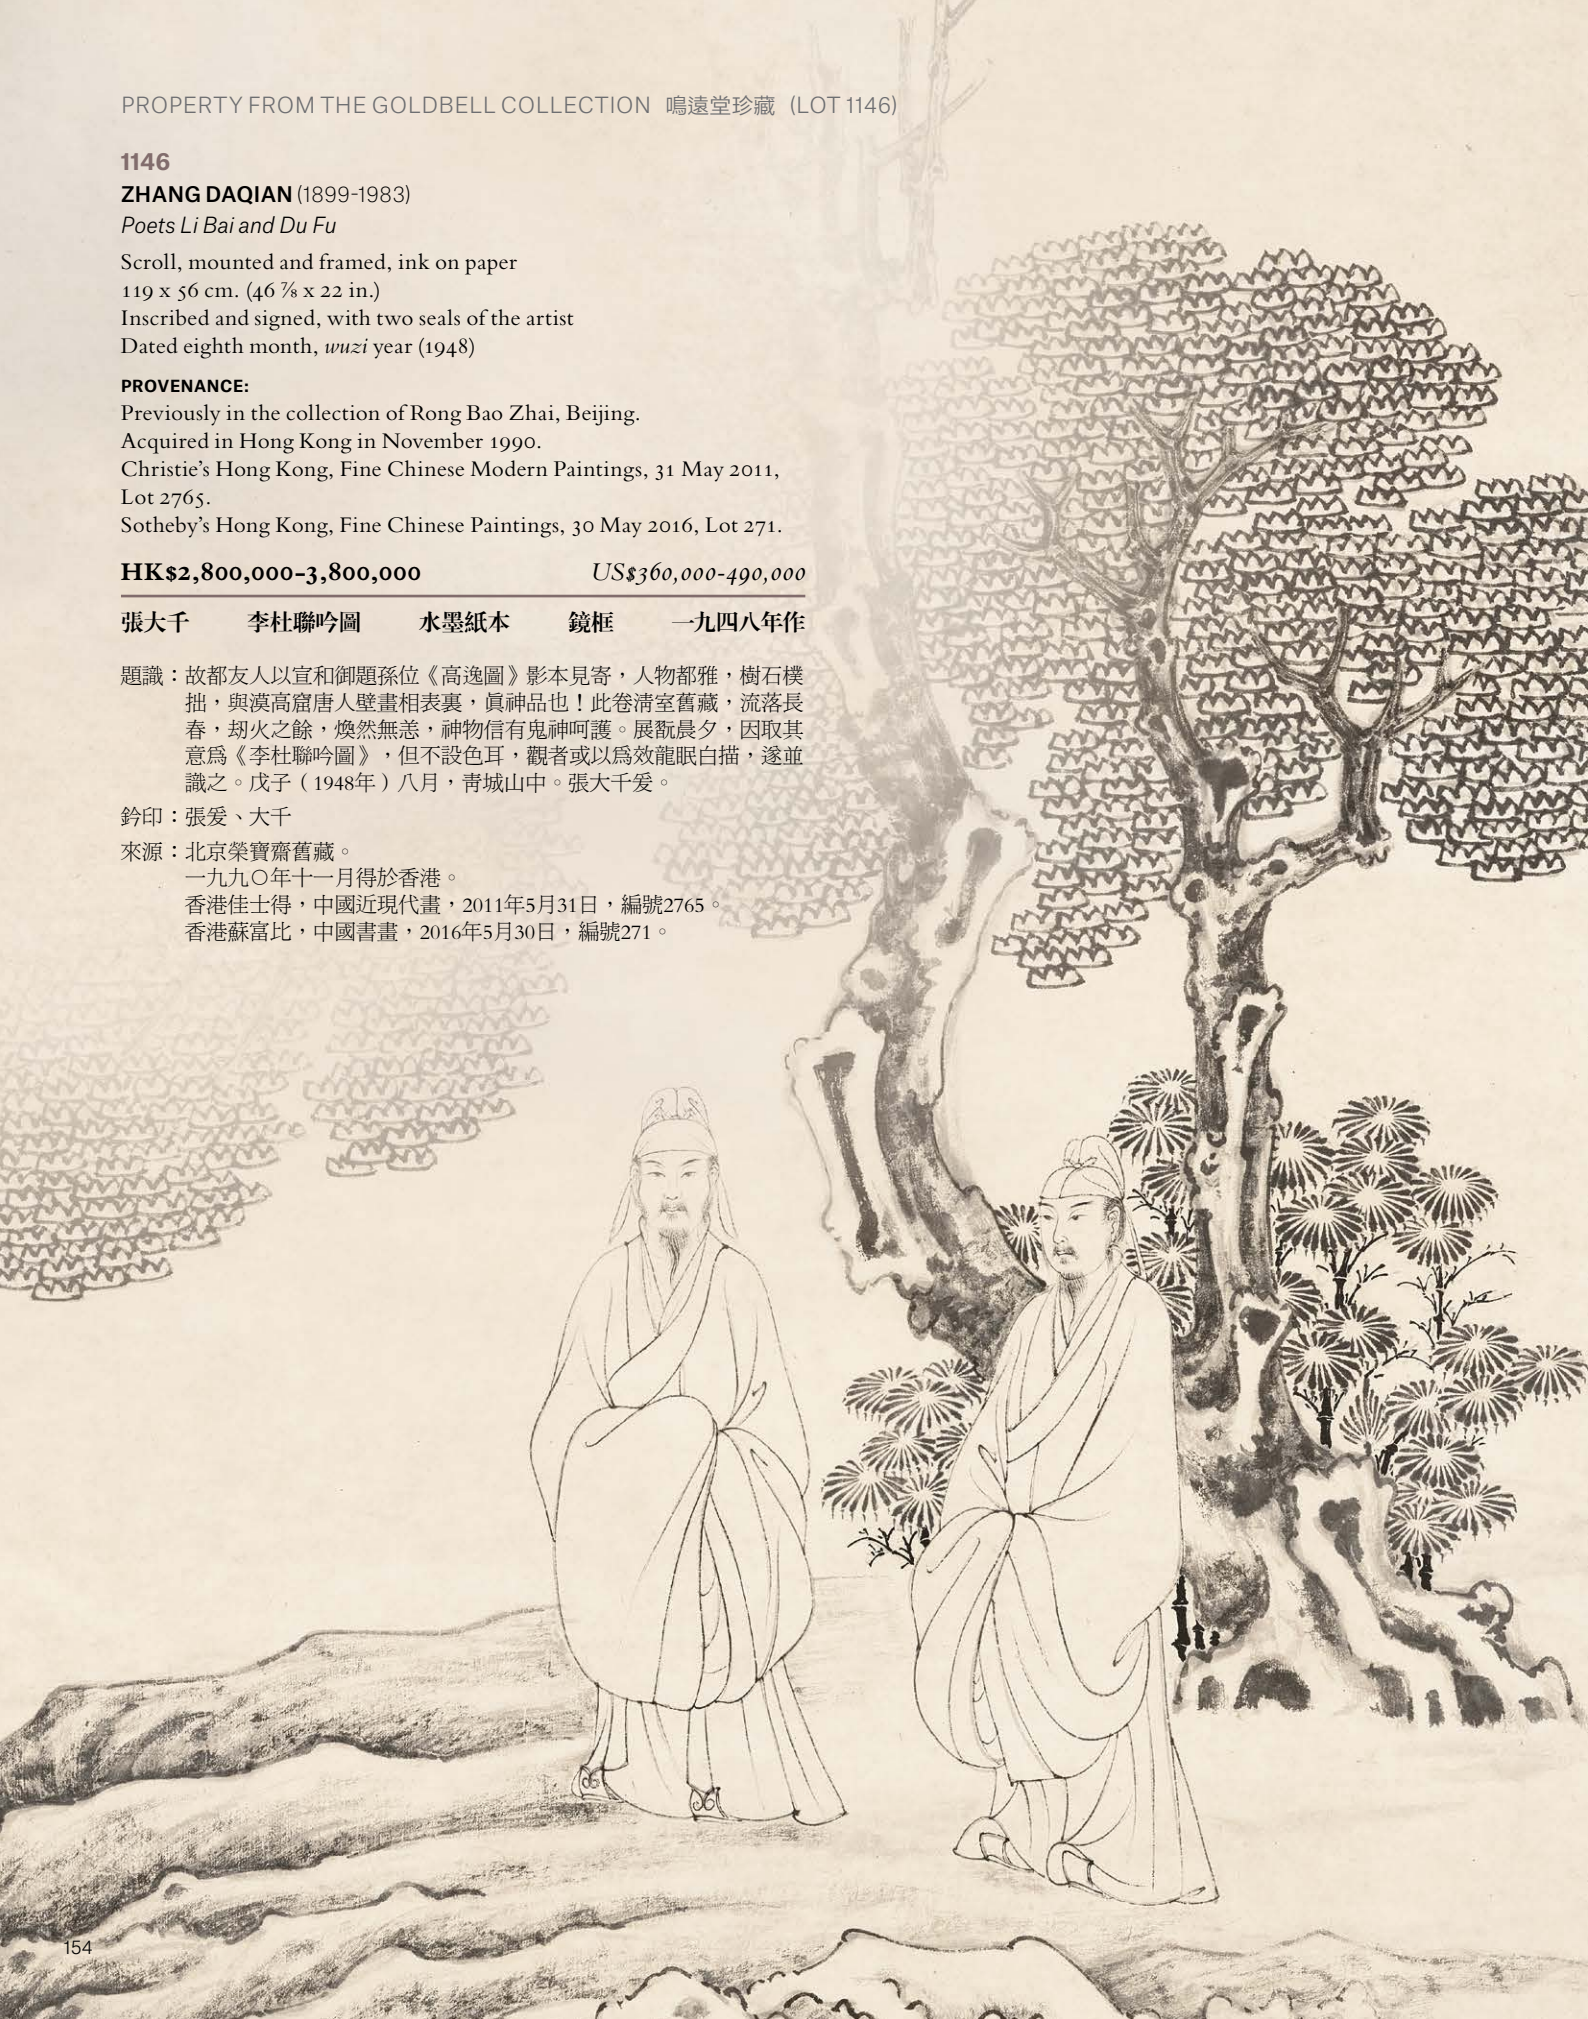 PROPERTY FROM THE GOLDBELL COLLECTION 鳴遠堂珍藏 (LOT 1146)
1146
ZHANG DAQIAN (1899-1983)
Poets Li Bai and Du Fu
Scroll, mounted and framed, ink on paper
119 x 56 cm. (46 ⅞ x 22 in.)
Inscribed and signed, with two seals of the artist
Dated eighth month, wuzi year (1948)
PROVENANCE:
Previously in the collection of Rong Bao Zhai, Beijing.
Acquired in Hong Kong in November 1990.
Christie's Hong Kong, Fine Chinese Modern Paintings, 31 May 2011,
Lot 2765.
Sotheby's Hong Kong, Fine Chinese Paintings, 30 May 2016, Lot 271.
HK$2,800,000-3,800,000 US$360,000-490,000
張大千 李杜聯吟圖 水墨紙本 鏡框 一九四八年作
題識：故都友人以宣和御題孫位《高逸圖》影本見寄，人物都雅，樹石樸
拙，與漠高窟唐人壁畫相表裏，眞神品也！此卷清室舊藏，流落長
春，刼火之餘，煥然無恙，神物信有鬼神呵護。展翫晨夕，因取其
意爲《李杜聯吟圖》，但不設色耳，觀者或以爲效龍眠白描，遂並
識之。戊子（1948年）八月，靑城山中。張大千爰。
鈐印：張爰、大千
來源：北京榮寶齋舊藏。
一九九〇年十一月得於香港。
香港佳士得，中國近現代畫，2011年5月31日，編號2765。
香港蘇富比，中國書畫，2016年5月30日，編號271。
154